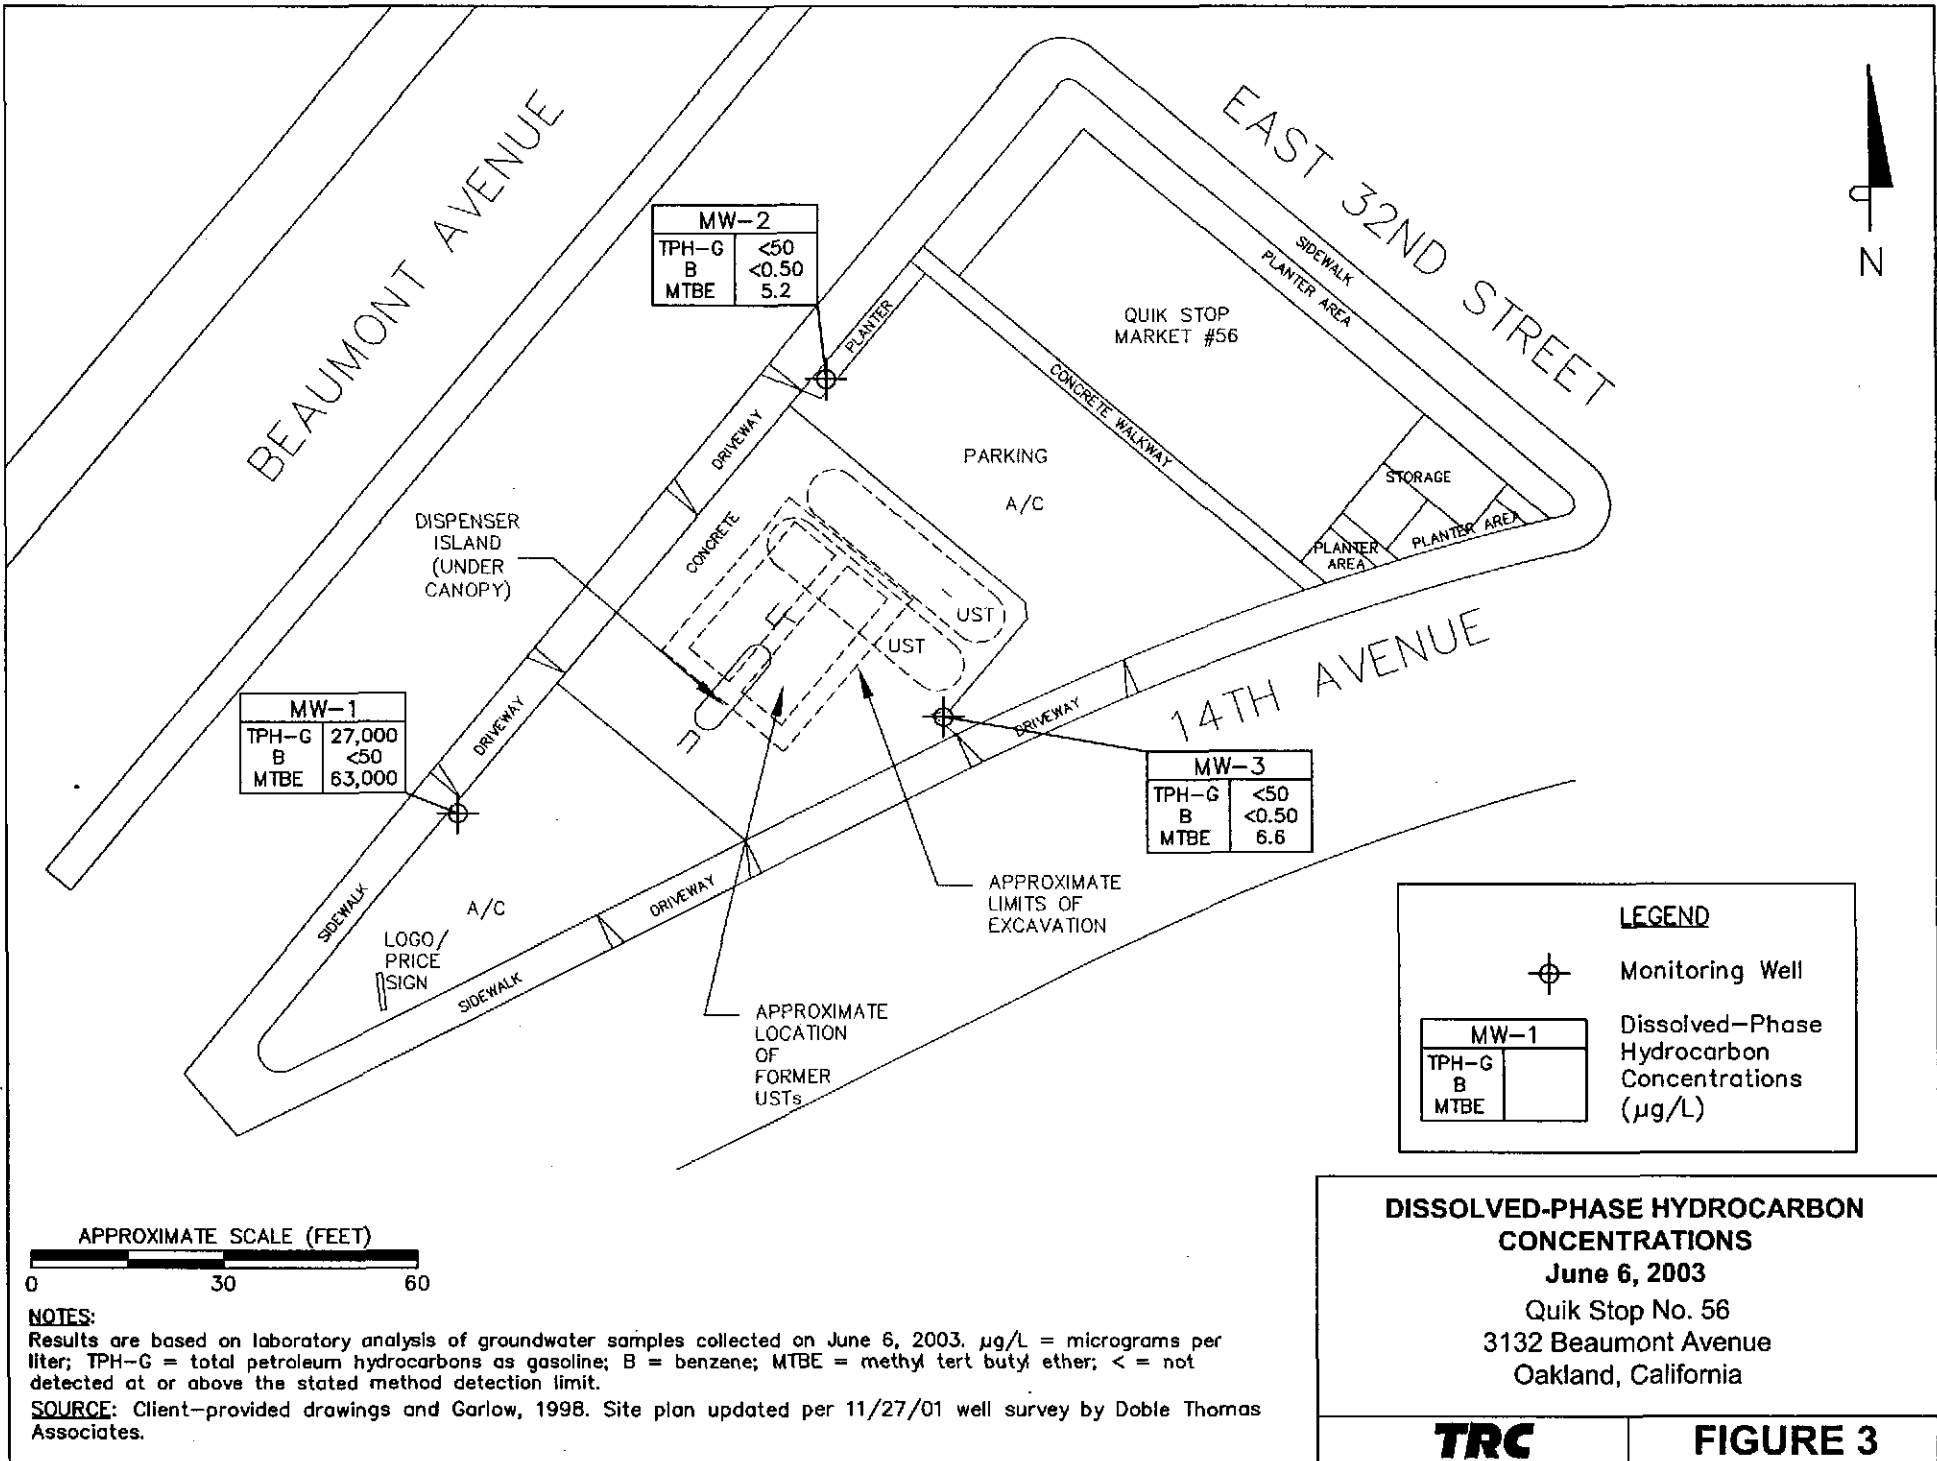 BEAUMONT AVENUE
EAST 32ND STREET
14TH AVENUE
N
MW-2
TPH-G <50
B <0.50
MTBE 5.2
PLANTER
DRIVEWAY
CONCRETE
SIDEWALK
PLANTER AREA
QUIK STOP
MARKET #56
CONCRETE WALKWAY
PARKING
A/C
STORAGE
PLANTER AREA
PLANTER
AREA
DISPENSER
ISLAND
(UNDER
CANOPY)
UST
UST
MW-1
TPH-G 27,000
B <50
MTBE 63,000
DRIVEWAY
DRIVEWAY
MW-3
TPH-G <50
B <0.50
MTBE 6.6
APPROXIMATE
LIMITS OF
EXCAVATION
SIDEWALK
A/C
DRIVEWAY
LOGO/
PRICE
SIGN
SIDEWALK
APPROXIMATE
LOCATION
OF
FORMER
USTs
LEGEND
Monitoring Well
MW-1
TPH-G
B
MTBE
Dissolved-Phase
Hydrocarbon
Concentrations
(µg/L)
APPROXIMATE SCALE (FEET)
0 30 60
NOTES:
Results are based on laboratory analysis of groundwater samples collected on June 6, 2003. µg/L = micrograms per
liter; TPH-G = total petroleum hydrocarbons as gasoline; B = benzene; MTBE = methyl tert butyl ether; < = not
detected at or above the stated method detection limit.
SOURCE: Client-provided drawings and Garlow, 1998. Site plan updated per 11/27/01 well survey by Doble Thomas
Associates.
DISSOLVED-PHASE HYDROCARBON
CONCENTRATIONS
June 6, 2003
Quik Stop No. 56
3132 Beaumont Avenue
Oakland, California
TRC
FIGURE 3